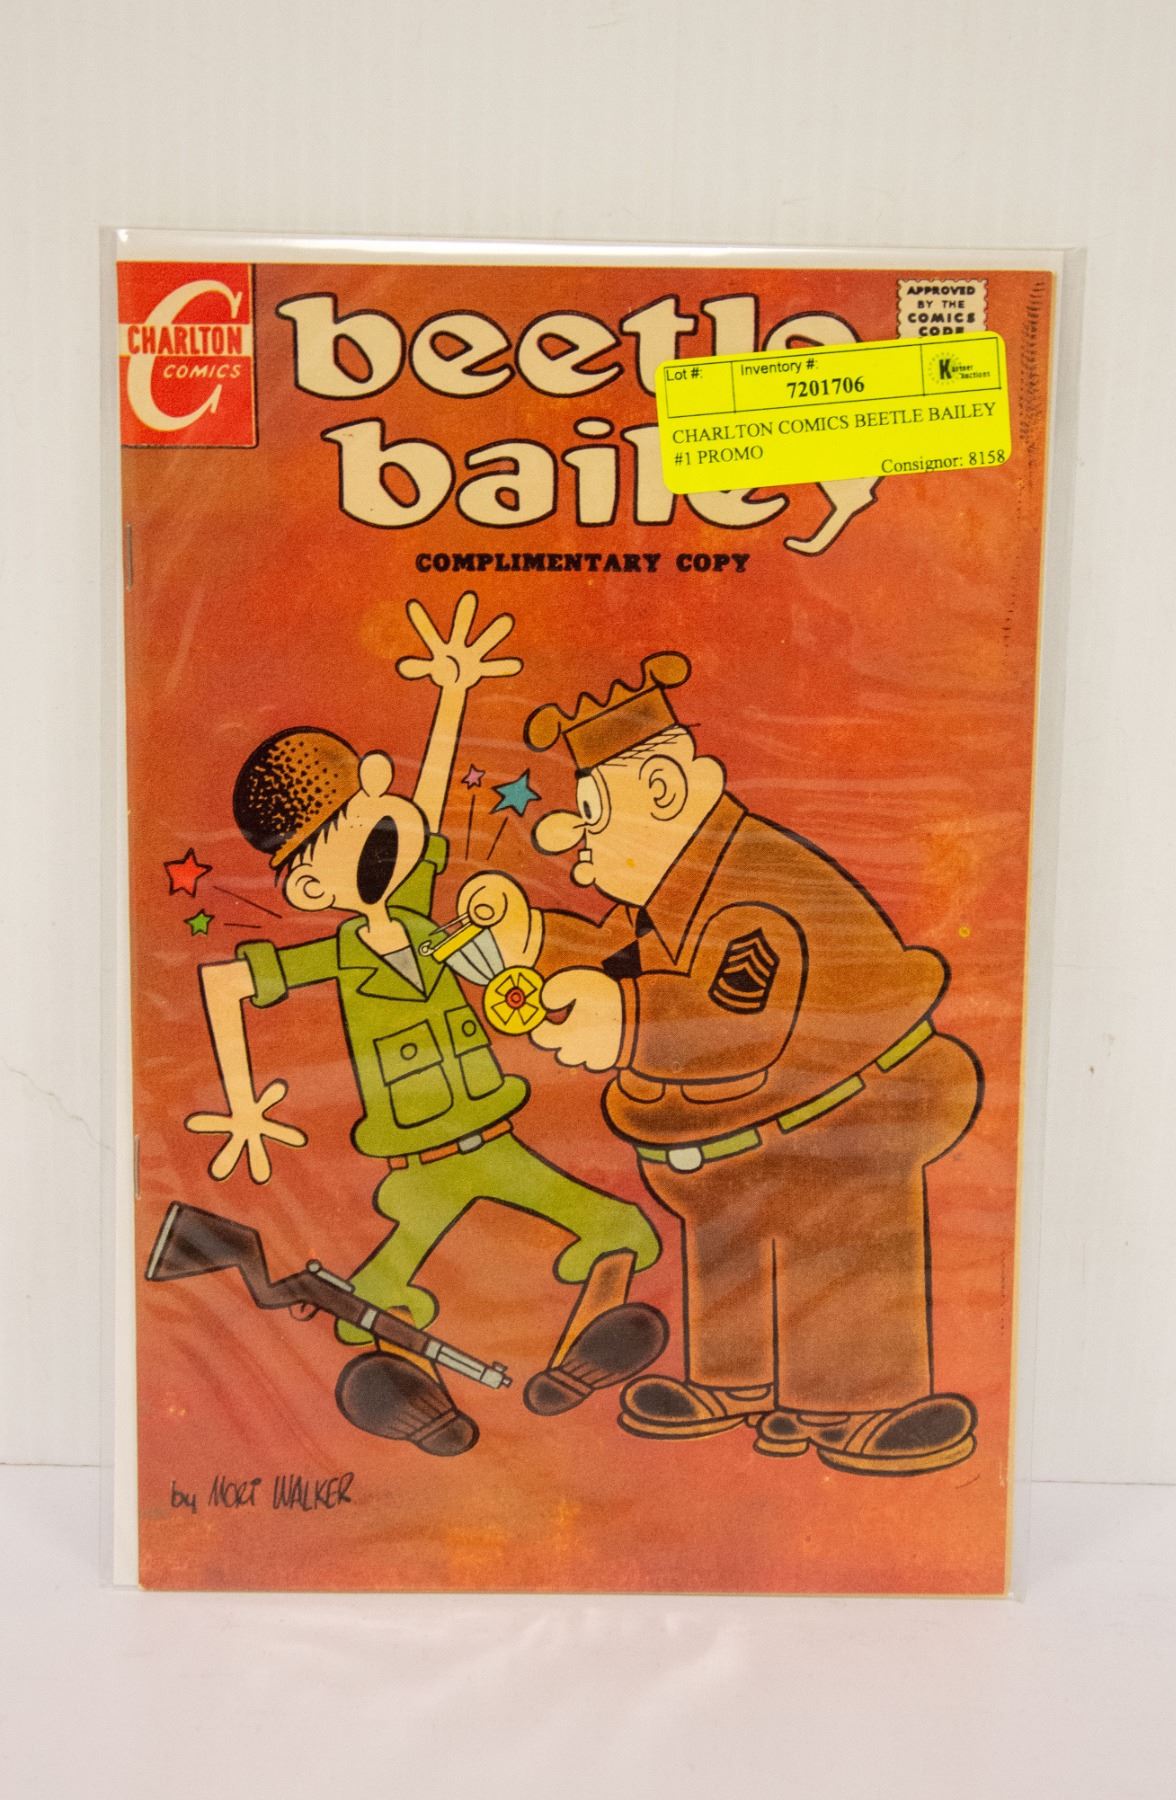 CHARLTON
COMICS
beetle
bailey
APPROVED
BY THE
COMICS
CODE
Lot #:
Inventory #:
7201706
CHARLTON COMICS BEETLE BAILEY
#1 PROMO
Consignor: 8158
COMPLIMENTARY COPY
by MORT WALKER